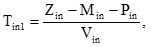 T_in1 = (Z_in − M_in − P_in) / V_in,